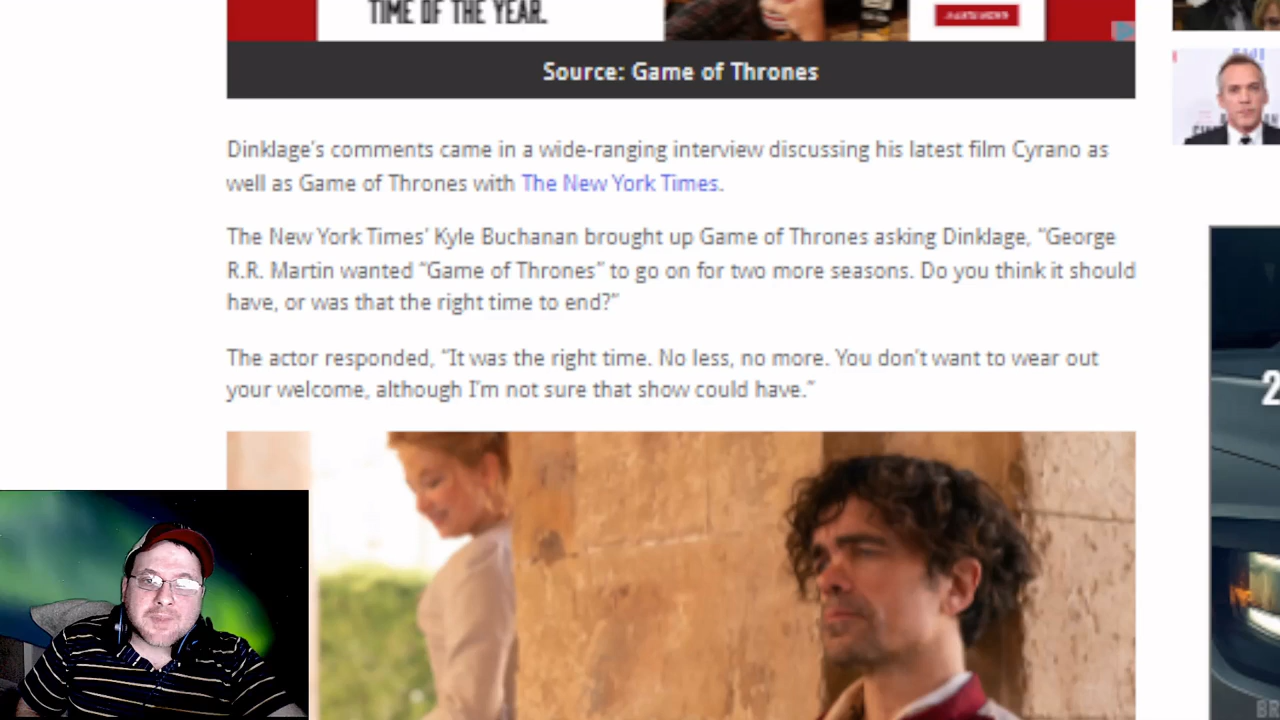 TIME OF THE YEAR.
Source: Game of Thrones
Dinklage's comments came in a wide-ranging interview discussing his latest film Cyrano as
well as Game of Thrones with The New York Times.
The New York Times' Kyle Buchanan brought up Game of Thrones asking Dinklage, “George
R.R. Martin wanted “Game of Thrones” to go on for two more seasons. Do you think it should
have, or was that the right time to end?”
The actor responded, “It was the right time. No less, no more. You don't want to wear out
your welcome, although I'm not sure that show could have.”
2
BR